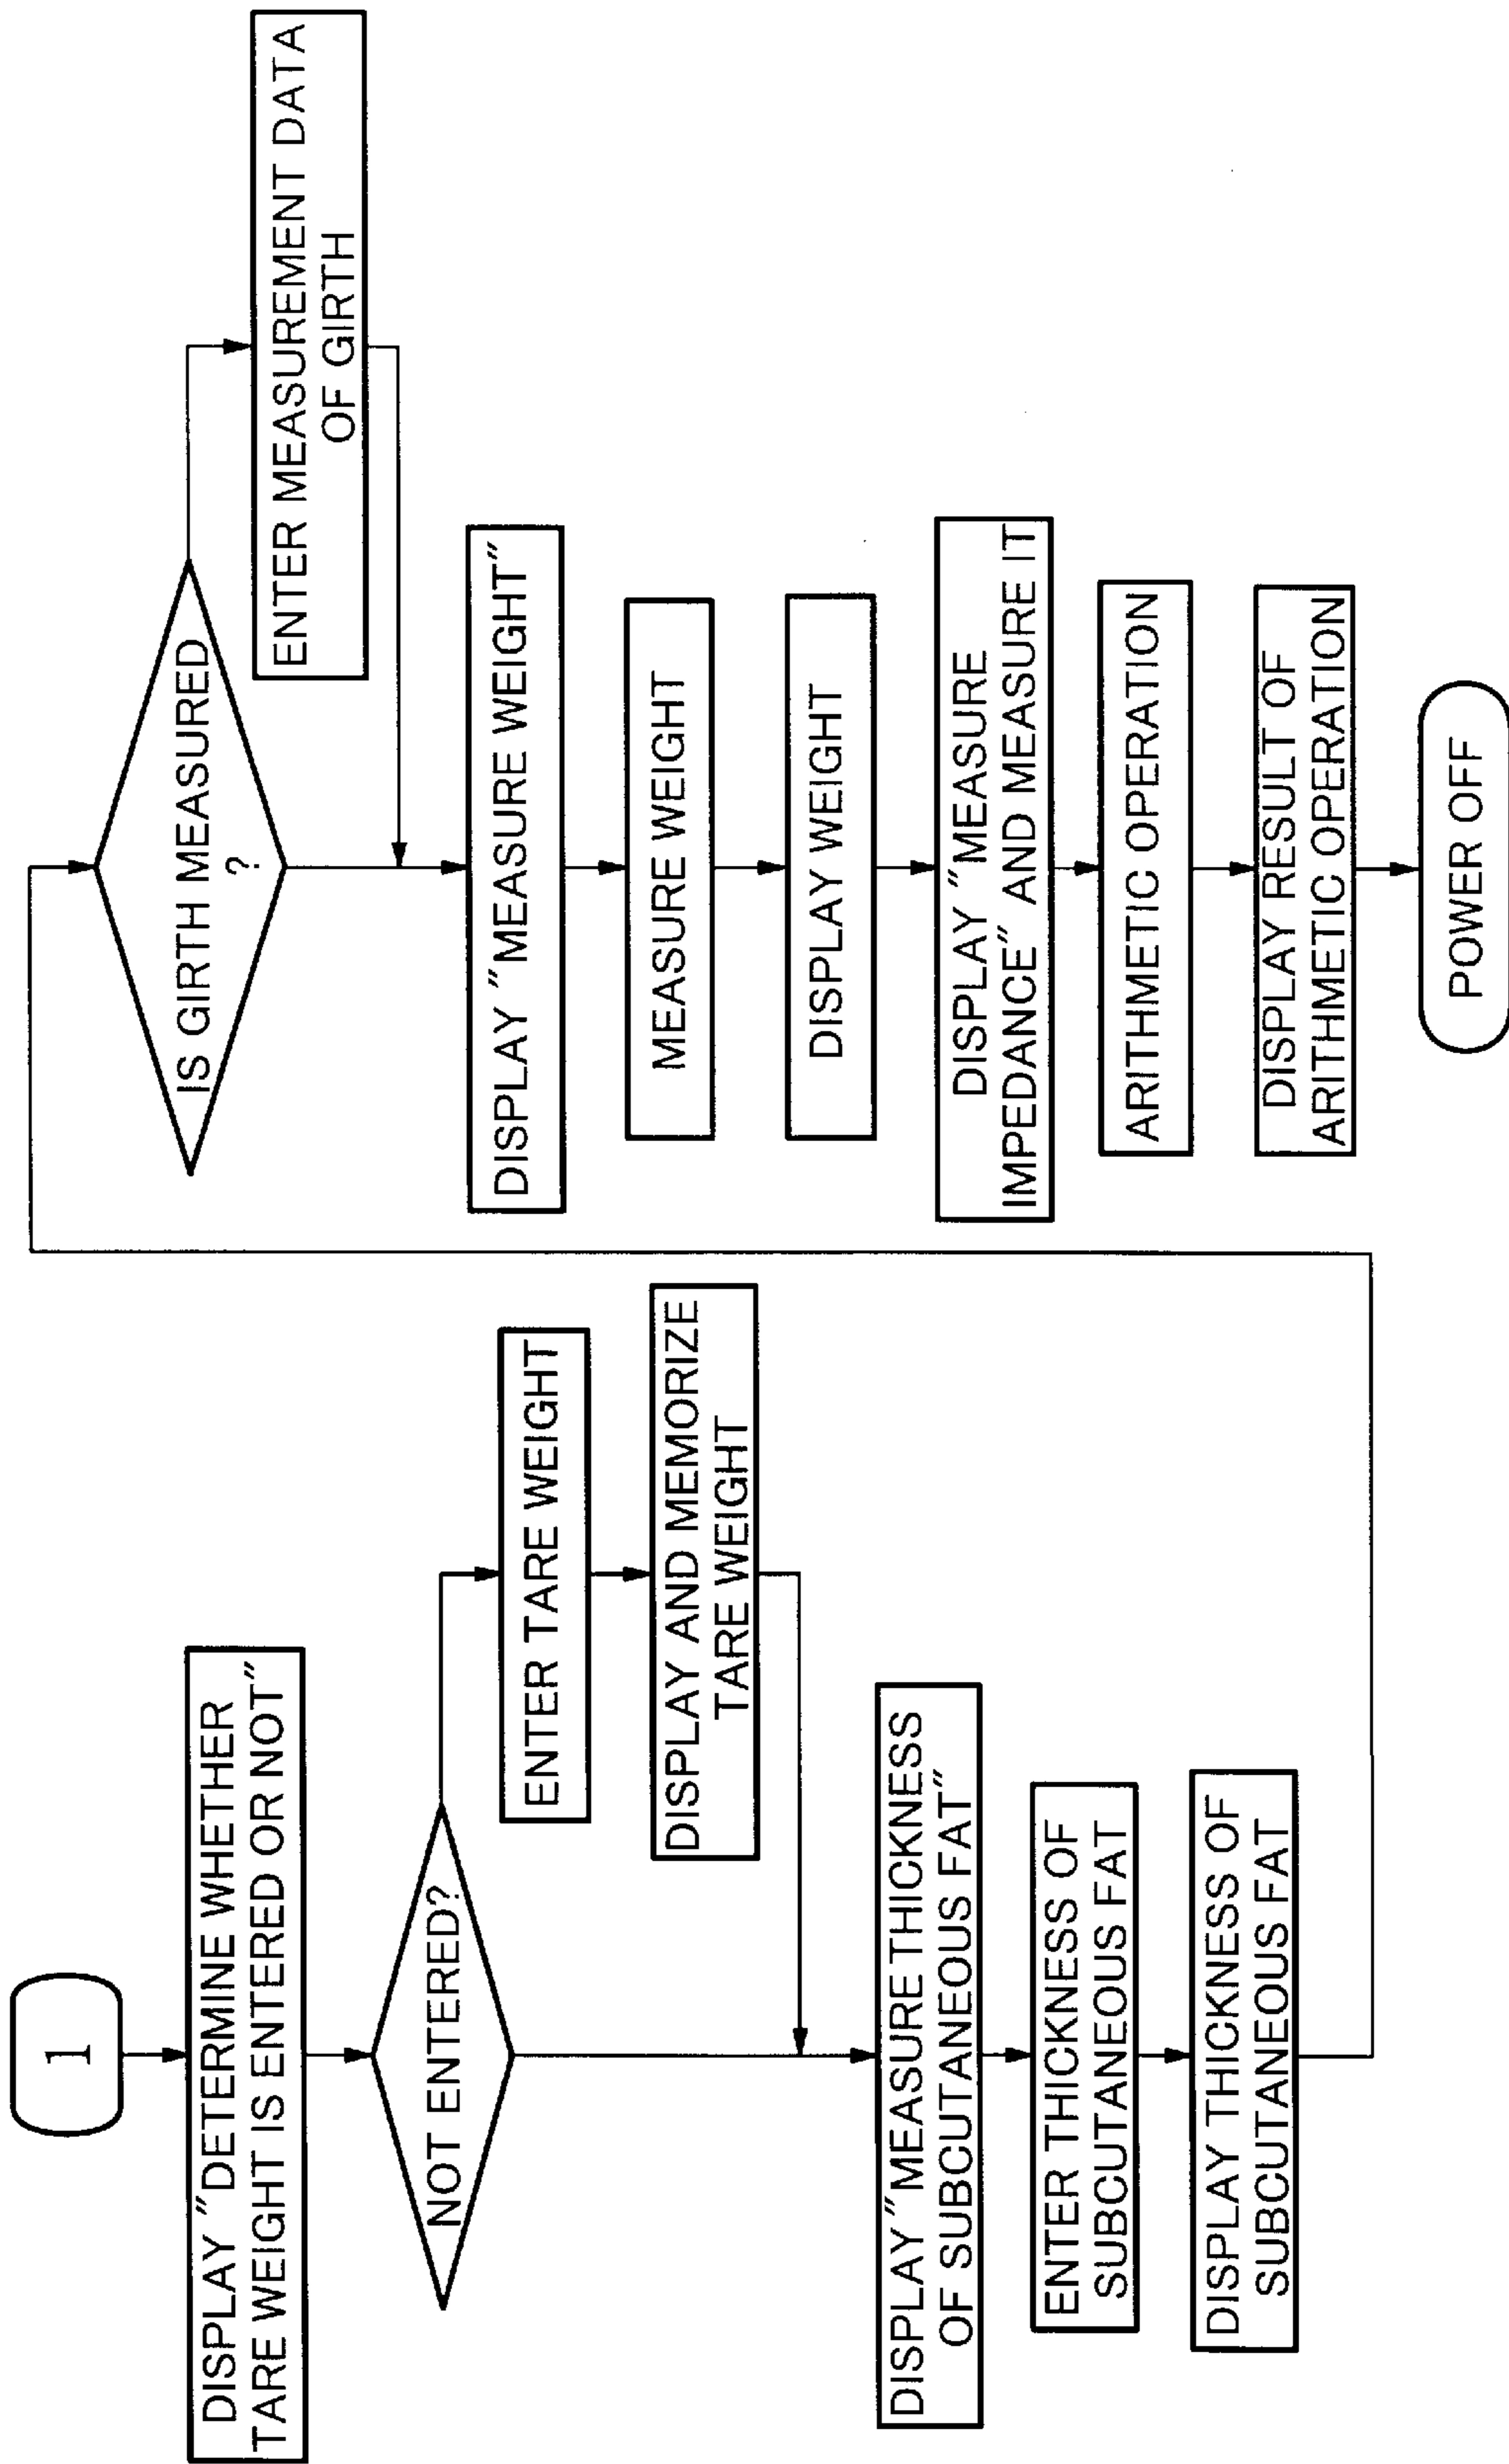 1
DISPLAY "DETERMINE WHETHER
TARE WEIGHT IS ENTERED OR NOT"
NOT ENTERED?
ENTER TARE WEIGHT
DISPLAY AND MEMORIZE
TARE WEIGHT
DISPLAY "MEASURE THICKNESS
OF SUBCUTANEOUS FAT"
ENTER THICKNESS OF
SUBCUTANEOUS FAT
DISPLAY THICKNESS OF
SUBCUTANEOUS FAT
IS GIRTH MEASURED
?
ENTER MEASUREMENT DATA
OF GIRTH
DISPLAY "MEASURE WEIGHT"
MEASURE WEIGHT
DISPLAY WEIGHT
DISPLAY "MEASURE
IMPEDANCE" AND MEASURE IT
ARITHMETIC OPERATION
DISPLAY RESULT OF
ARITHMETIC OPERATION
POWER OFF